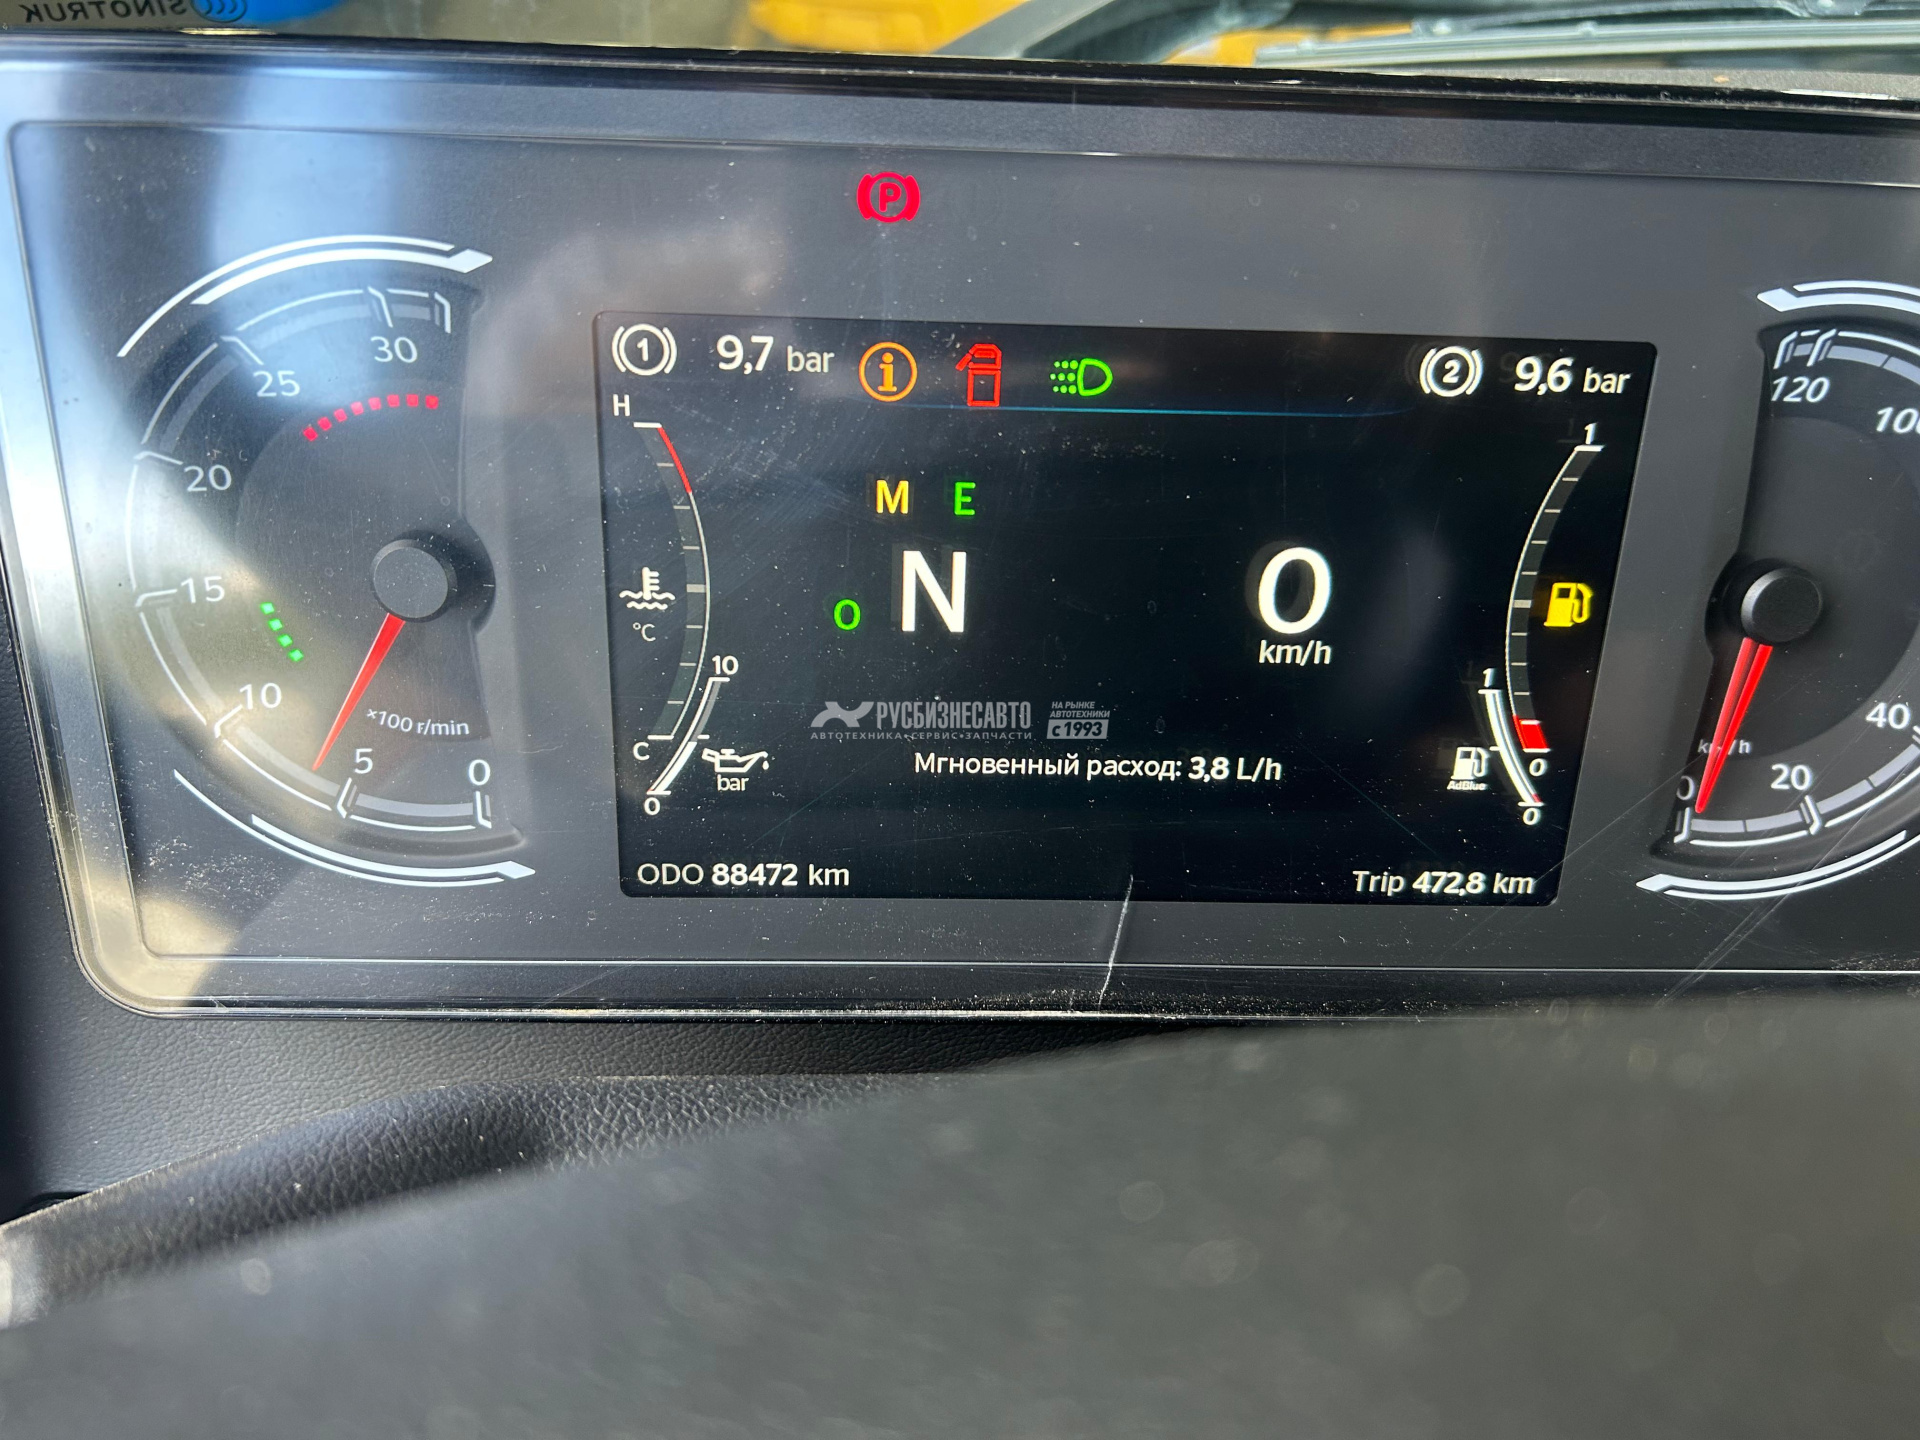 SINOTRUK
P
30
25
20
15
10
5
0
×100 r/min
1 9,7 bar
i
2 9,6 bar
H
1
M E
O N
0
km/h
°C
10
1
РУСБИЗНЕСАВТО
АВТОТЕХНИКА•СЕРВИС•ЗАПЧАСТИ
НА РЫНКЕ
АВТОТЕХНИКИ
с 1993
C
bar
0
Мгновенный расход: 3,8 L/h
AdBlue
0
0
ODO 88472 km
Trip 472,8 km
120
100
40
km/h
20
0